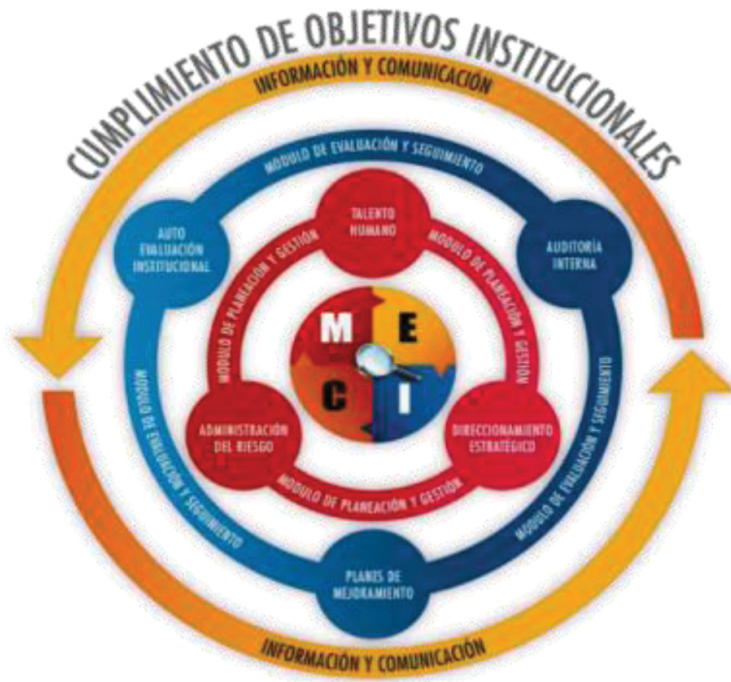 CUMPLIMIENTO DE OBJETIVOS INSTITUCIONALES
INFORMACIÓN Y COMUNICACIÓN
MÓDULO DE EVALUACIÓN Y SEGUIMIENTO
AUTO
EVALUACIÓN
INSTITUCIONAL
TALENTO
HUMANO
AUDITORÍA
INTERNA
MODULO DE PLANEACIÓN Y GESTIÓN
MODULO DE PLANEACIÓN Y GESTIÓN
M E
C I
MODULO DE EVALUACIÓN Y SEGUIMIENTO
MODULO DE EVALUACIÓN Y SEGUIMIENTO
ADMINISTRACIÓN
DEL RIESGO
DIRECCIONAMIENTO
ESTRATÉGICO
MODULO DE PLANEACIÓN Y GESTIÓN
PLANES DE
MEJORAMIENTO
INFORMACIÓN Y COMUNICACIÓN